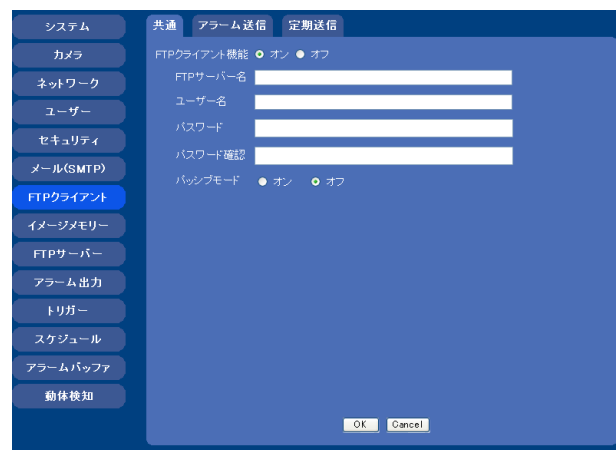 システム
カメラ
ネットワーク
ユーザー
セキュリティ
メール(SMTP)
FTPクライアント
イメージメモリー
FTPサーバー
アラーム出力
トリガー
スケジュール
アラームバッファ
動体検知
共通 アラーム送信 定期送信
FTPクライアント機能 オン オフ
FTPサーバー名
ユーザー名
パスワード
パスワード確認
パッシブモード オン オフ
OK Cancel